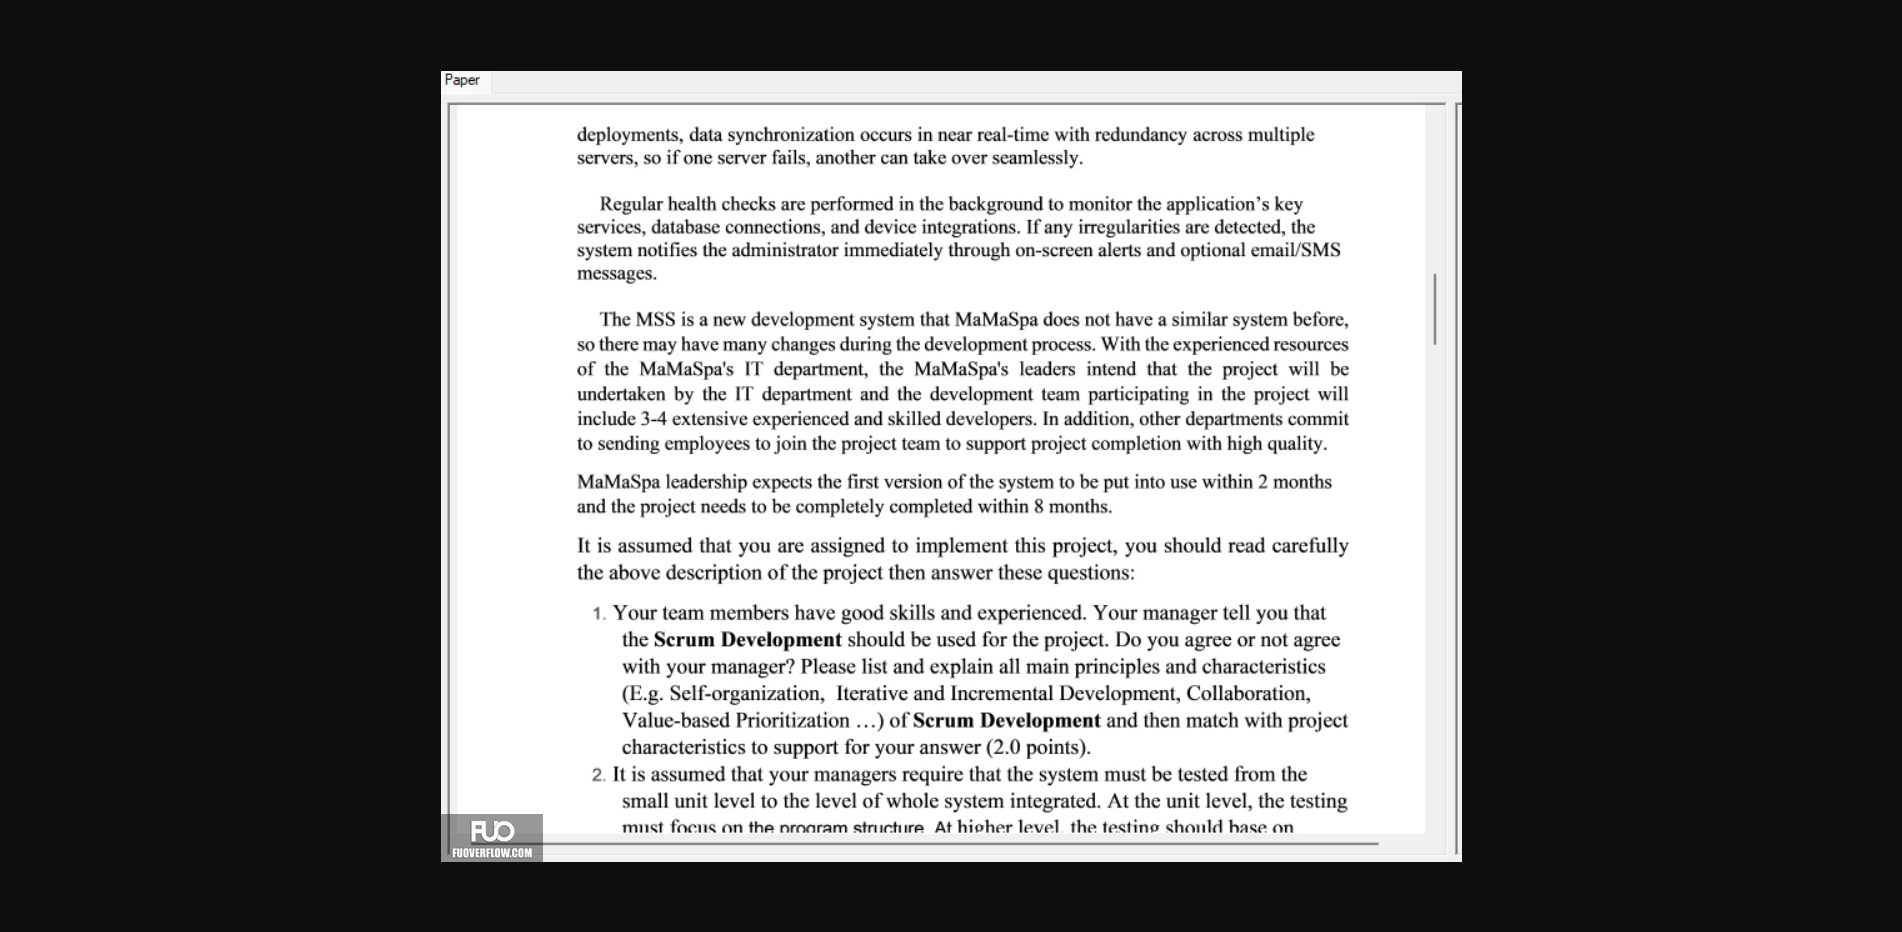 Paper
deployments, data synchronization occurs in near real-time with redundancy across multiple
servers, so if one server fails, another can take over seamlessly.
Regular health checks are performed in the background to monitor the application's key
services, database connections, and device integrations. If any irregularities are detected, the
system notifies the administrator immediately through on-screen alerts and optional email/SMS
messages.
The MSS is a new development system that MaMaSpa does not have a similar system before,
so there may have many changes during the development process. With the experienced resources
of the MaMaSpa's IT department, the MaMaSpa's leaders intend that the project will be
undertaken by the IT department and the development team participating in the project will
include 3-4 extensive experienced and skilled developers. In addition, other departments commit
to sending employees to join the project team to support project completion with high quality.
MaMaSpa leadership expects the first version of the system to be put into use within 2 months
and the project needs to be completely completed within 8 months.
It is assumed that you are assigned to implement this project, you should read carefully
the above description of the project then answer these questions:
1. Your team members have good skills and experienced. Your manager tell you that
the Scrum Development should be used for the project. Do you agree or not agree
with your manager? Please list and explain all main principles and characteristics
(E.g. Self-organization, Iterative and Incremental Development, Collaboration,
Value-based Prioritization …) of Scrum Development and then match with project
characteristics to support for your answer (2.0 points).
2. It is assumed that your managers require that the system must be tested from the
small unit level to the level of whole system integrated. At the unit level, the testing
must focus on the program structure. At higher level, the testing should base on
FUO
FUOVERFLOW.COM